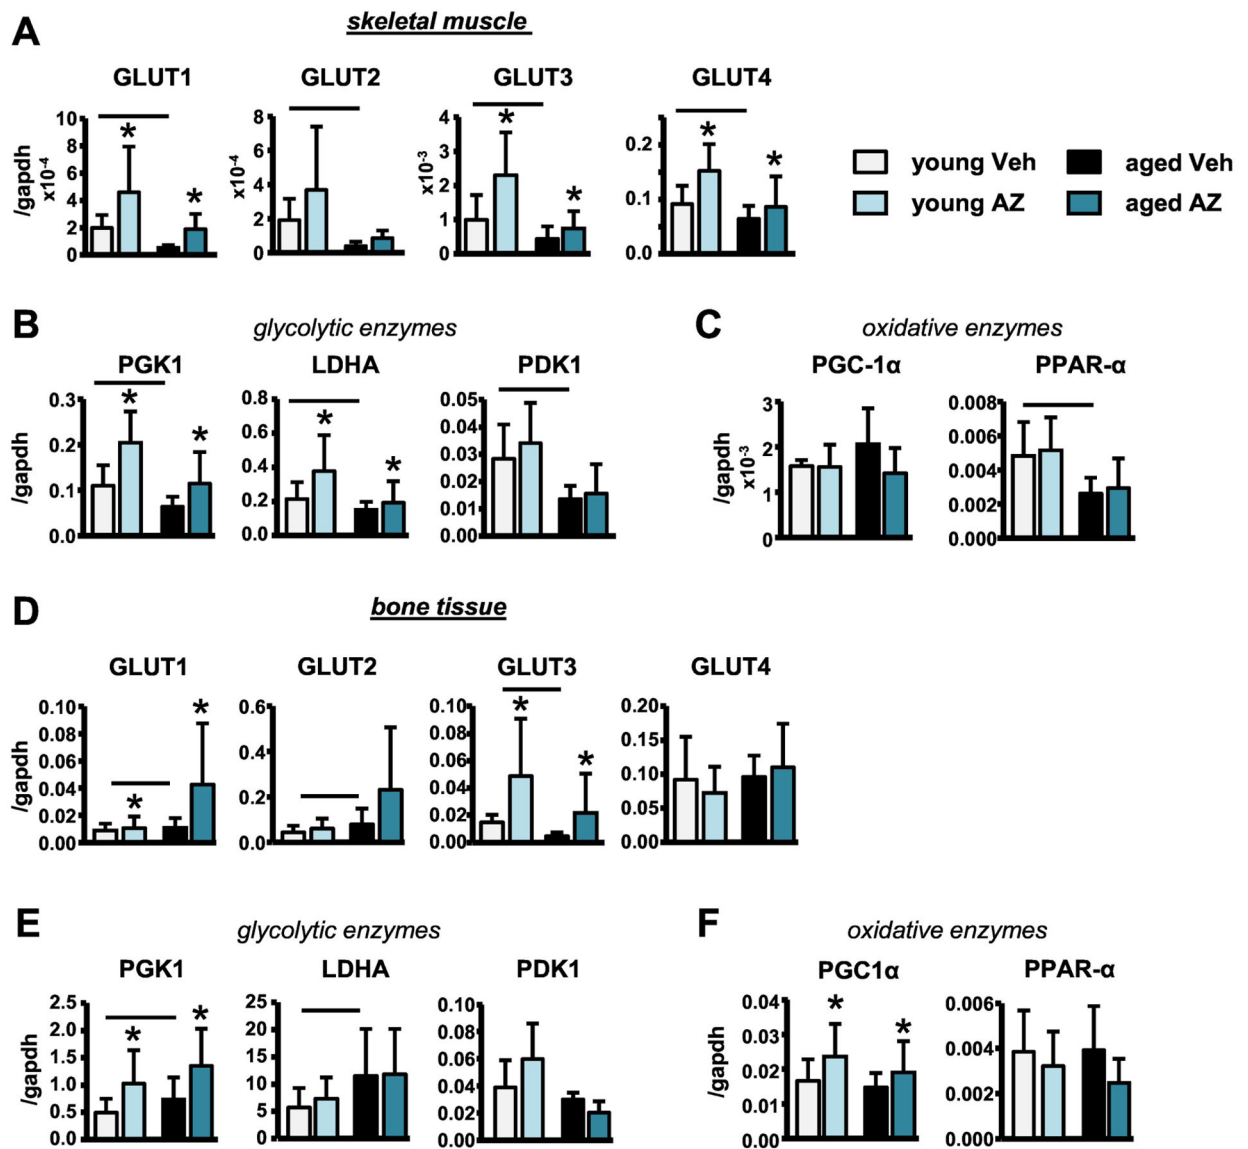 A
skeletal muscle
GLUT1
GLUT2
GLUT3
GLUT4
/gapdh
x10-4
10
8
6
4
2
0
*
*
x10-4
8
6
4
2
0
x10-3
4
3
2
1
0
*
*
0.2
0.1
0.0
*
*
young Veh
aged Veh
young AZ
aged AZ
B
glycolytic enzymes
PGK1
LDHA
PDK1
/gapdh
0.3
0.2
0.1
0.0
*
*
0.8
0.6
0.4
0.2
0.0
*
*
0.05
0.04
0.03
0.02
0.01
0.00
C
oxidative enzymes
PGC-1α
PPAR-α
/gapdh
x10-3
3
2
1
0
0.008
0.006
0.004
0.002
0.000
D
bone tissue
GLUT1
GLUT2
GLUT3
GLUT4
/gapdh
0.10
0.08
0.06
0.04
0.02
0.00
*
*
0.6
0.4
0.2
0.0
0.10
0.08
0.06
0.04
0.02
0.00
*
*
0.20
0.15
0.10
0.05
0.00
E
glycolytic enzymes
PGK1
LDHA
PDK1
/gapdh
2.5
2.0
1.5
1.0
0.5
0.0
*
*
25
20
15
10
5
0
0.10
0.08
0.06
0.04
0.02
0.00
F
oxidative enzymes
PGC1α
PPAR-α
/gapdh
0.04
0.03
0.02
0.01
0.00
*
*
0.006
0.004
0.002
0.000